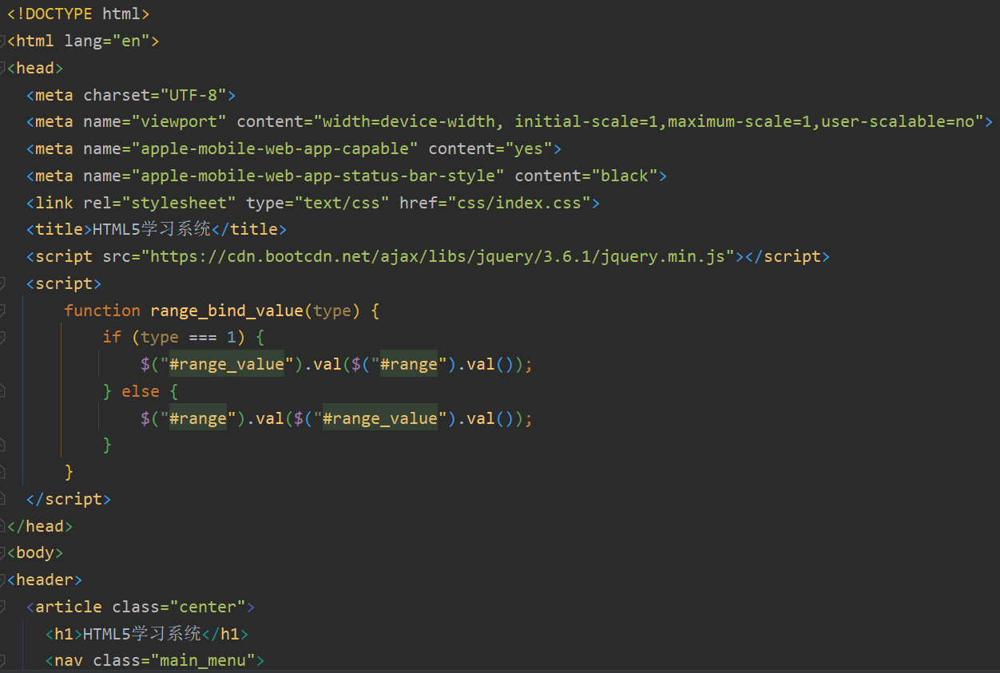 <!DOCTYPE html>
<html lang="en">
<head>
  <meta charset="UTF-8">
  <meta name="viewport" content="width=device-width, initial-scale=1,maximum-scale=1,user-scalable=no">
  <meta name="apple-mobile-web-app-capable" content="yes">
  <meta name="apple-mobile-web-app-status-bar-style" content="black">
  <link rel="stylesheet" type="text/css" href="css/index.css">
  <title>HTML5学习系统</title>
  <script src="https://cdn.bootcdn.net/ajax/libs/jquery/3.6.1/jquery.min.js"></script>
  <script>
      function range_bind_value(type) {
          if (type === 1) {
              $("#range_value").val($("#range").val());
          } else {
              $("#range").val($("#range_value").val());
          }
      }
  </script>
</head>
<body>
<header>
  <article class="center">
    <h1>HTML5学习系统</h1>
    <nav class="main_menu">